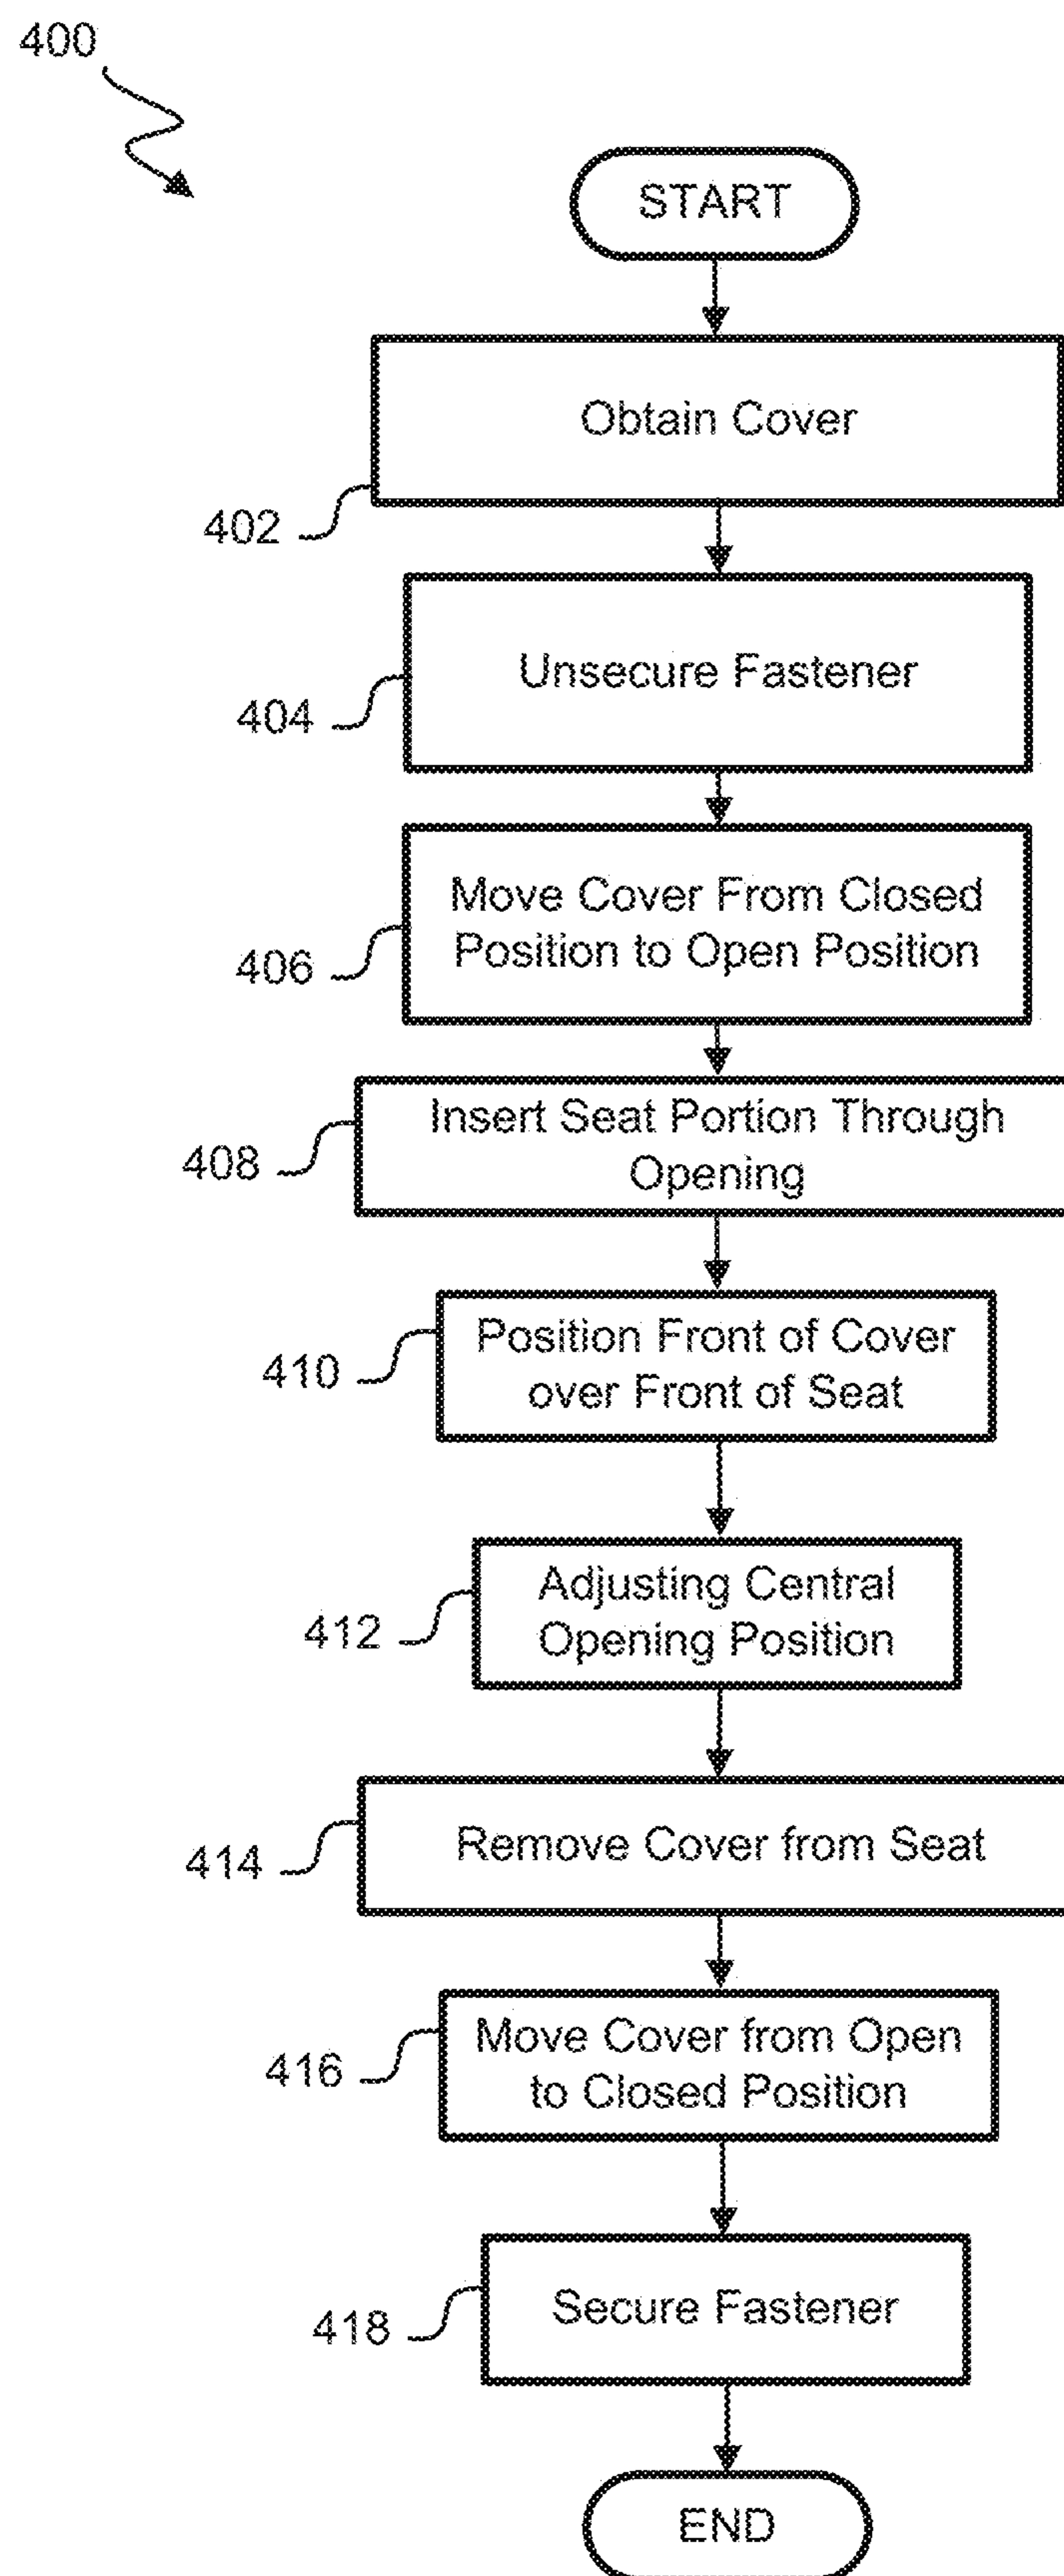 400
START
Obtain Cover
402
Unsecure Fastener
404
Move Cover From Closed
Position to Open Position
406
Insert Seat Portion Through
Opening
408
Position Front of Cover
over Front of Seat
410
Adjusting Central
Opening Position
412
Remove Cover from Seat
414
Move Cover from Open
to Closed Position
416
Secure Fastener
418
END